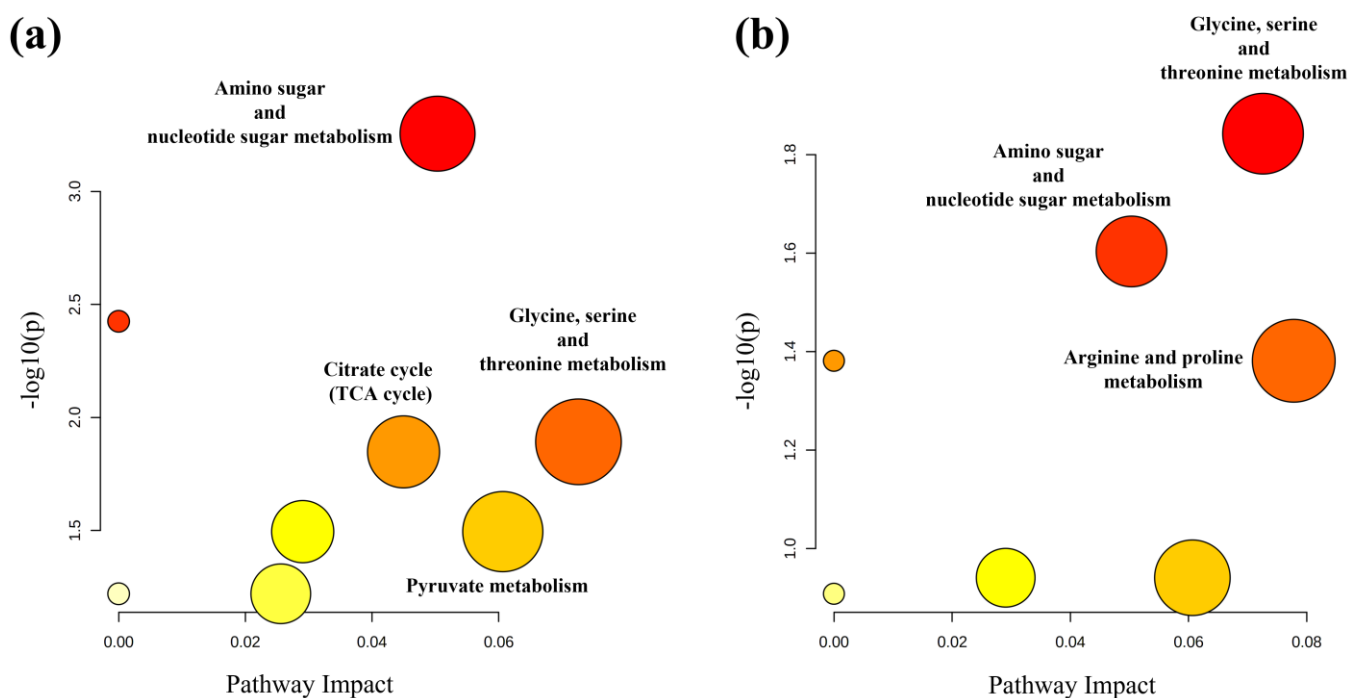 (a)
Amino sugar
and
nucleotide sugar metabolism
3.0
2.5
2.0
1.5
-log10(p)
Glycine, serine
and
threonine metabolism
Citrate cycle
(TCA cycle)
Pyruvate metabolism
0.00
0.02
0.04
0.06
Pathway Impact
(b)
Glycine, serine
and
threonine metabolism
Amino sugar
and
nucleotide sugar metabolism
1.8
1.6
1.4
1.2
1.0
-log10(p)
Arginine and proline
metabolism
0.00
0.02
0.04
0.06
0.08
Pathway Impact